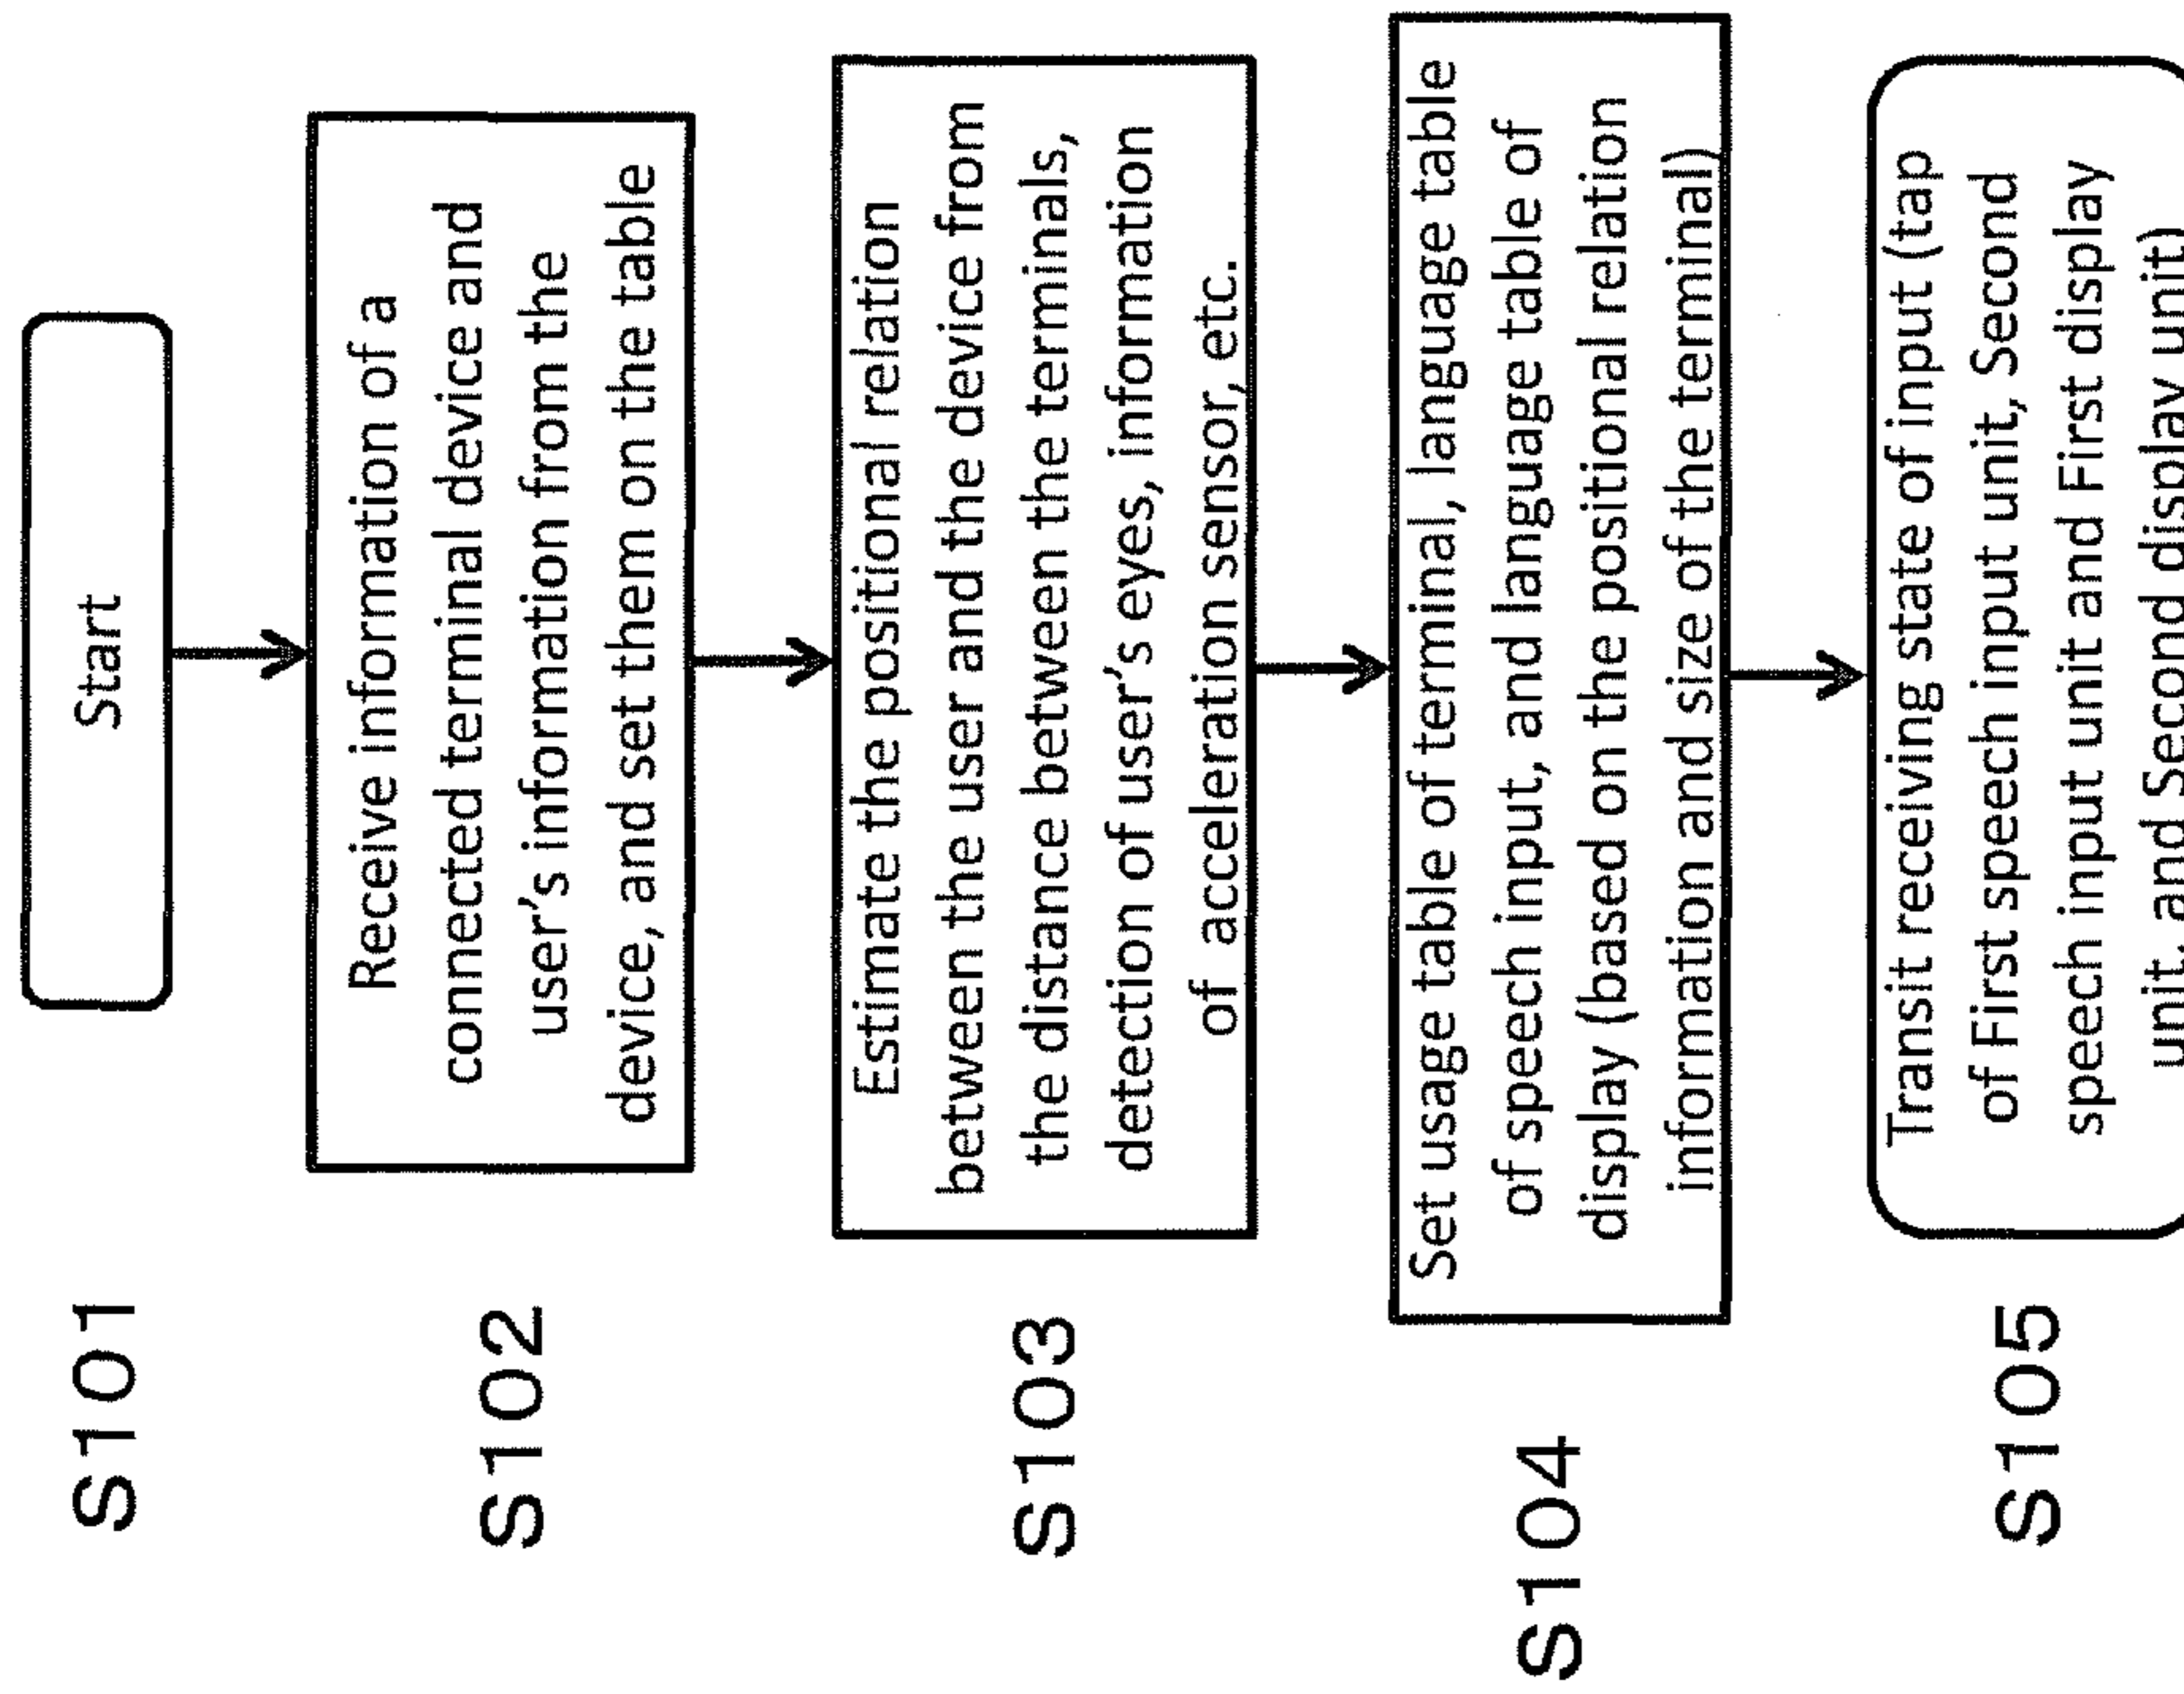 S101
Start
S102
Receive information of a
connected terminal device and
user's information from the
device, and set them on the table
S103
Estimate the positional relation
between the user and the device from
the distance between the terminals,
detection of user's eyes, information
of acceleration sensor, etc.
S104
Set usage table of terminal, language table
of speech input, and language table of
display (based on the positional relation
information and size of the terminal)
S105
Transit receiving state of input (tap
of First speech input unit, Second
speech input unit and First display
unit, and Second display unit)